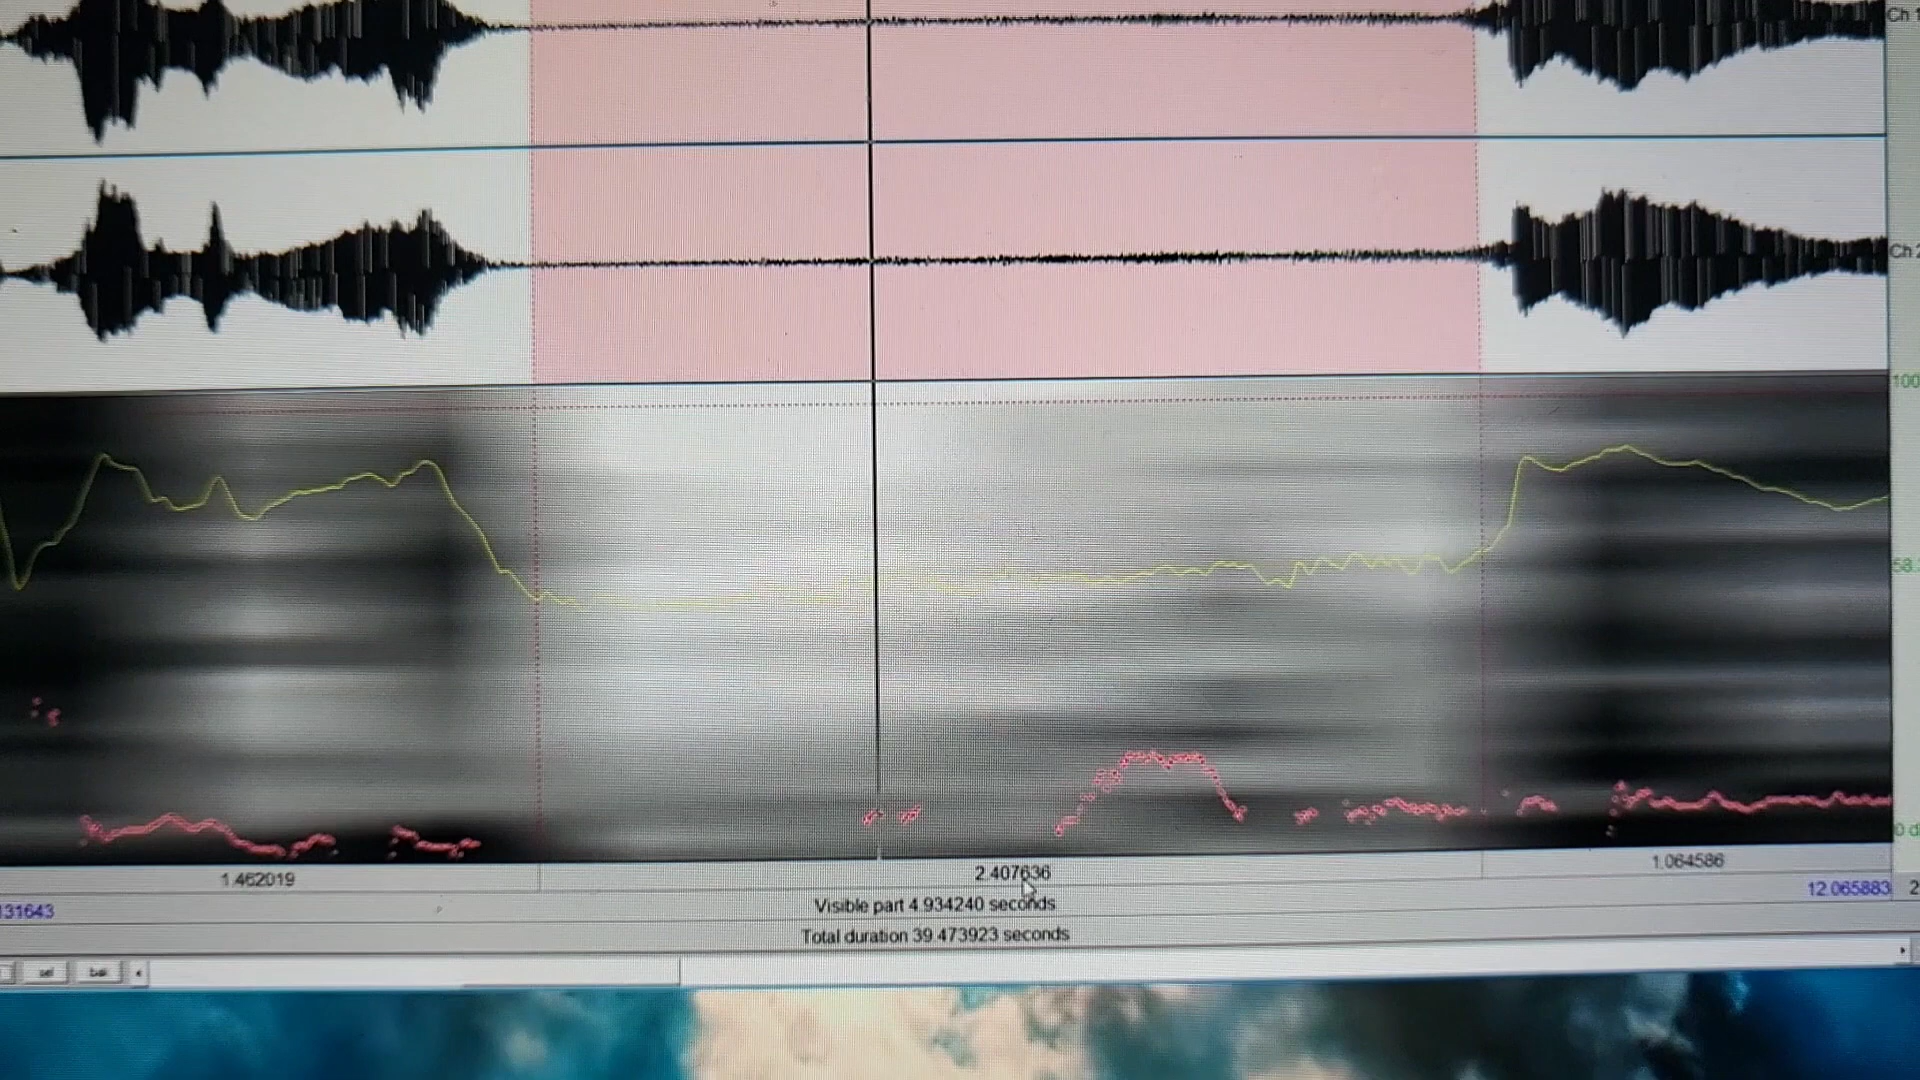 Ch 1
Ch 2
100
58.
0 d
1.462019
2.407636
1.064586
131643
Visible part 4.934240 seconds
12.065883
2
Total duration 39.473923 seconds
sel
bak